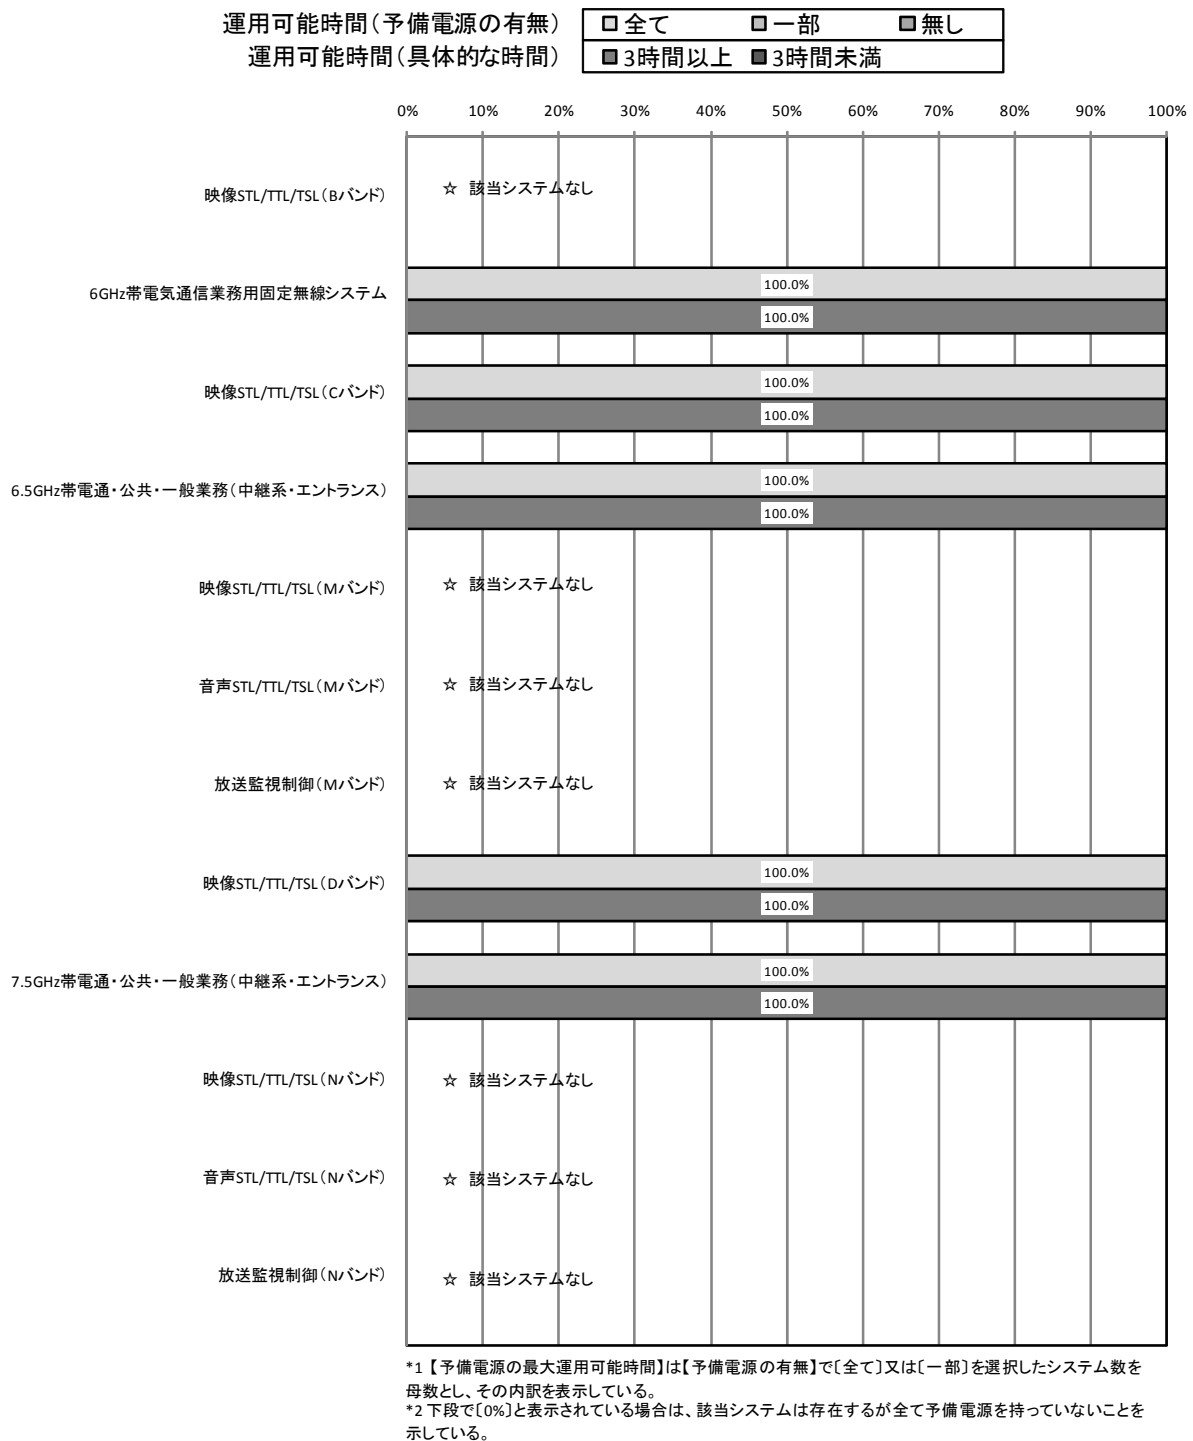 運用可能時間(予備電源の有無) 全て 一部 無し
運用可能時間(具体的な時間) 3時間以上 3時間未満
0% 10% 20% 30% 40% 50% 60% 70% 80% 90% 100%
映像STL/TTL/TSL(Bバンド) ☆ 該当システムなし
6GHz帯電気通信業務用固定無線システム 100.0%
100.0%
映像STL/TTL/TSL(Cバンド) 100.0%
100.0%
6.5GHz帯電通・公共・一般業務(中継系・エントランス) 100.0%
100.0%
映像STL/TTL/TSL(Mバンド) ☆ 該当システムなし
音声STL/TTL/TSL(Mバンド) ☆ 該当システムなし
放送監視制御(Mバンド) ☆ 該当システムなし
映像STL/TTL/TSL(Dバンド) 100.0%
100.0%
7.5GHz帯電通・公共・一般業務(中継系・エントランス) 100.0%
100.0%
映像STL/TTL/TSL(Nバンド) ☆ 該当システムなし
音声STL/TTL/TSL(Nバンド) ☆ 該当システムなし
放送監視制御(Nバンド) ☆ 該当システムなし
*1 【予備電源の最大運用可能時間】は【予備電源の有無】で〔全て〕又は〔一部〕を選択したシステム数を
母数とし、その内訳を表示している。
*2 下段で〔0%〕と表示されている場合は、該当システムは存在するが全て予備電源を持っていないことを
示している。